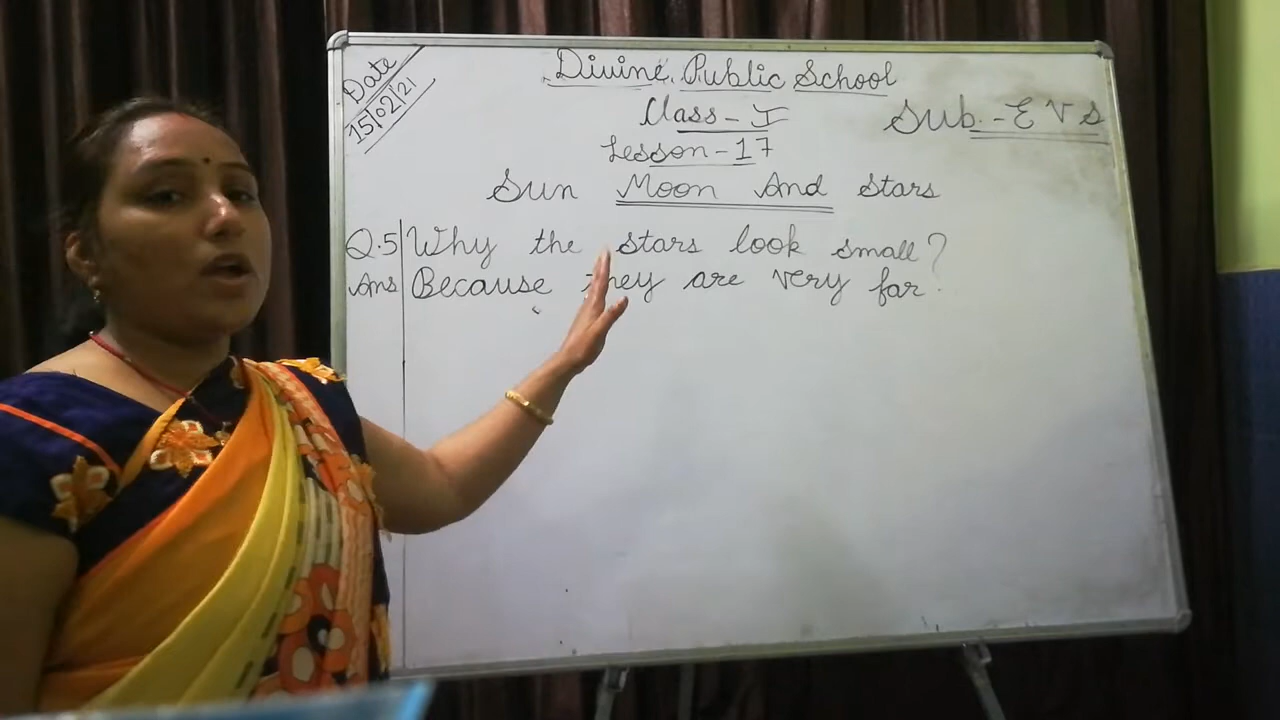 Date
15/02/21
Divine Public School
Class - I
Sub. - E V S
Lesson - 17
Sun Moon And Stars
Q.5 Why the stars look small?
Ans Because they are very far.